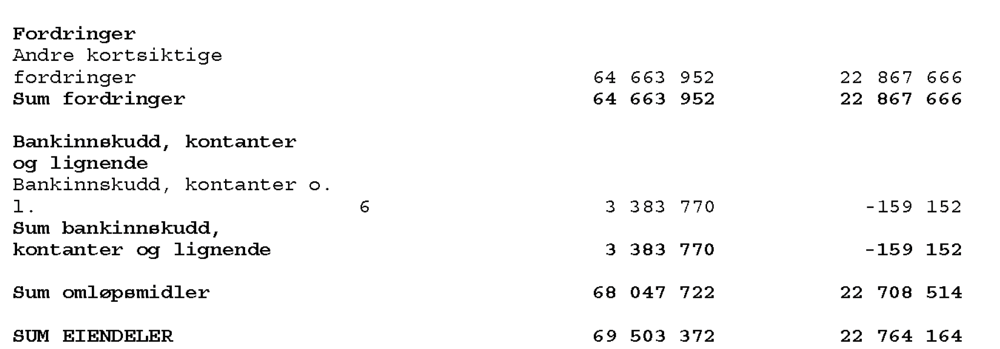 Fordringer
Andre kortsiktige
fordringer 64 663 952 22 867 666
Sum fordringer 64 663 952 22 867 666
Bankinnskudd, kontanter
og lignende
Bankinnskudd, kontanter o.
l. 6 3 383 770 -159 152
Sum bankinnskudd,
kontanter og lignende 3 383 770 -159 152
Sum omløpsmidler 68 047 722 22 708 514
SUM EIENDELER 69 503 372 22 764 164